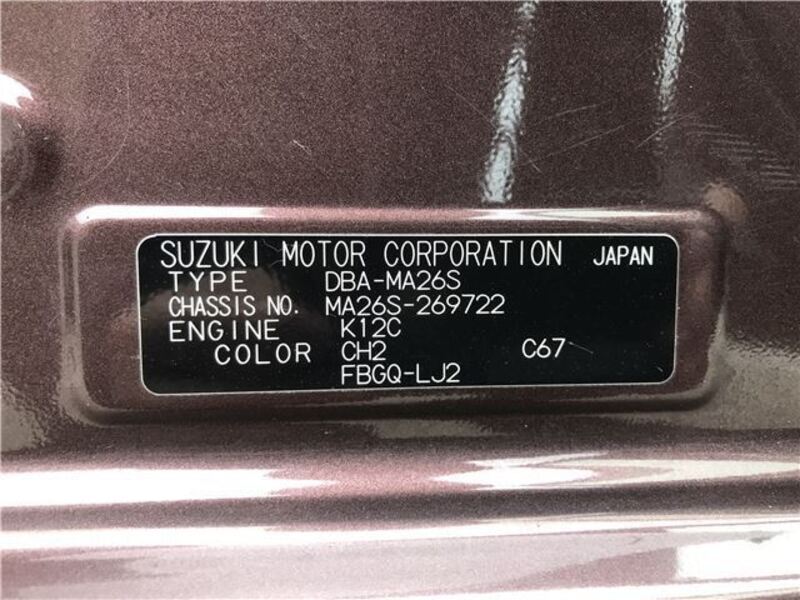 SUZUKI MOTOR CORPORATION JAPAN
TYPE DBA-MA26S
CHASSIS NO. MA26S-269722
ENGINE K12C
COLOR CH2 C67
FBGQ-LJ2